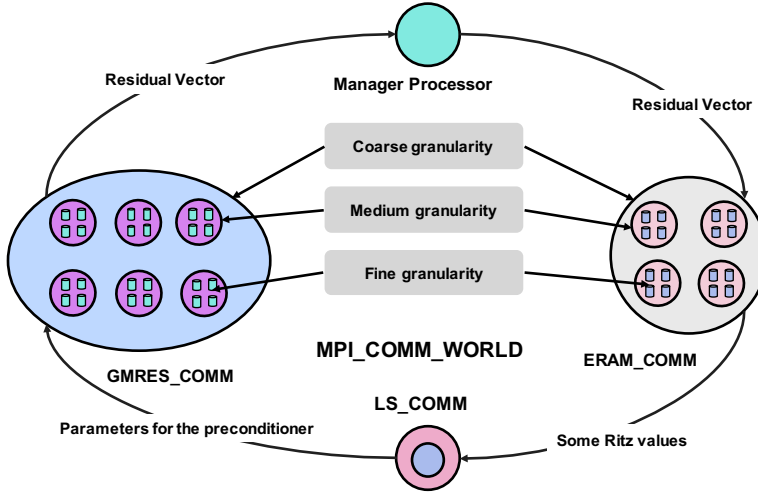 Residual Vector
Manager Processor
Residual Vector
Coarse granularity
Medium granularity
Fine granularity
MPI_COMM_WORLD
GMRES_COMM
ERAM_COMM
LS_COMM
Parameters for the preconditioner
Some Ritz values